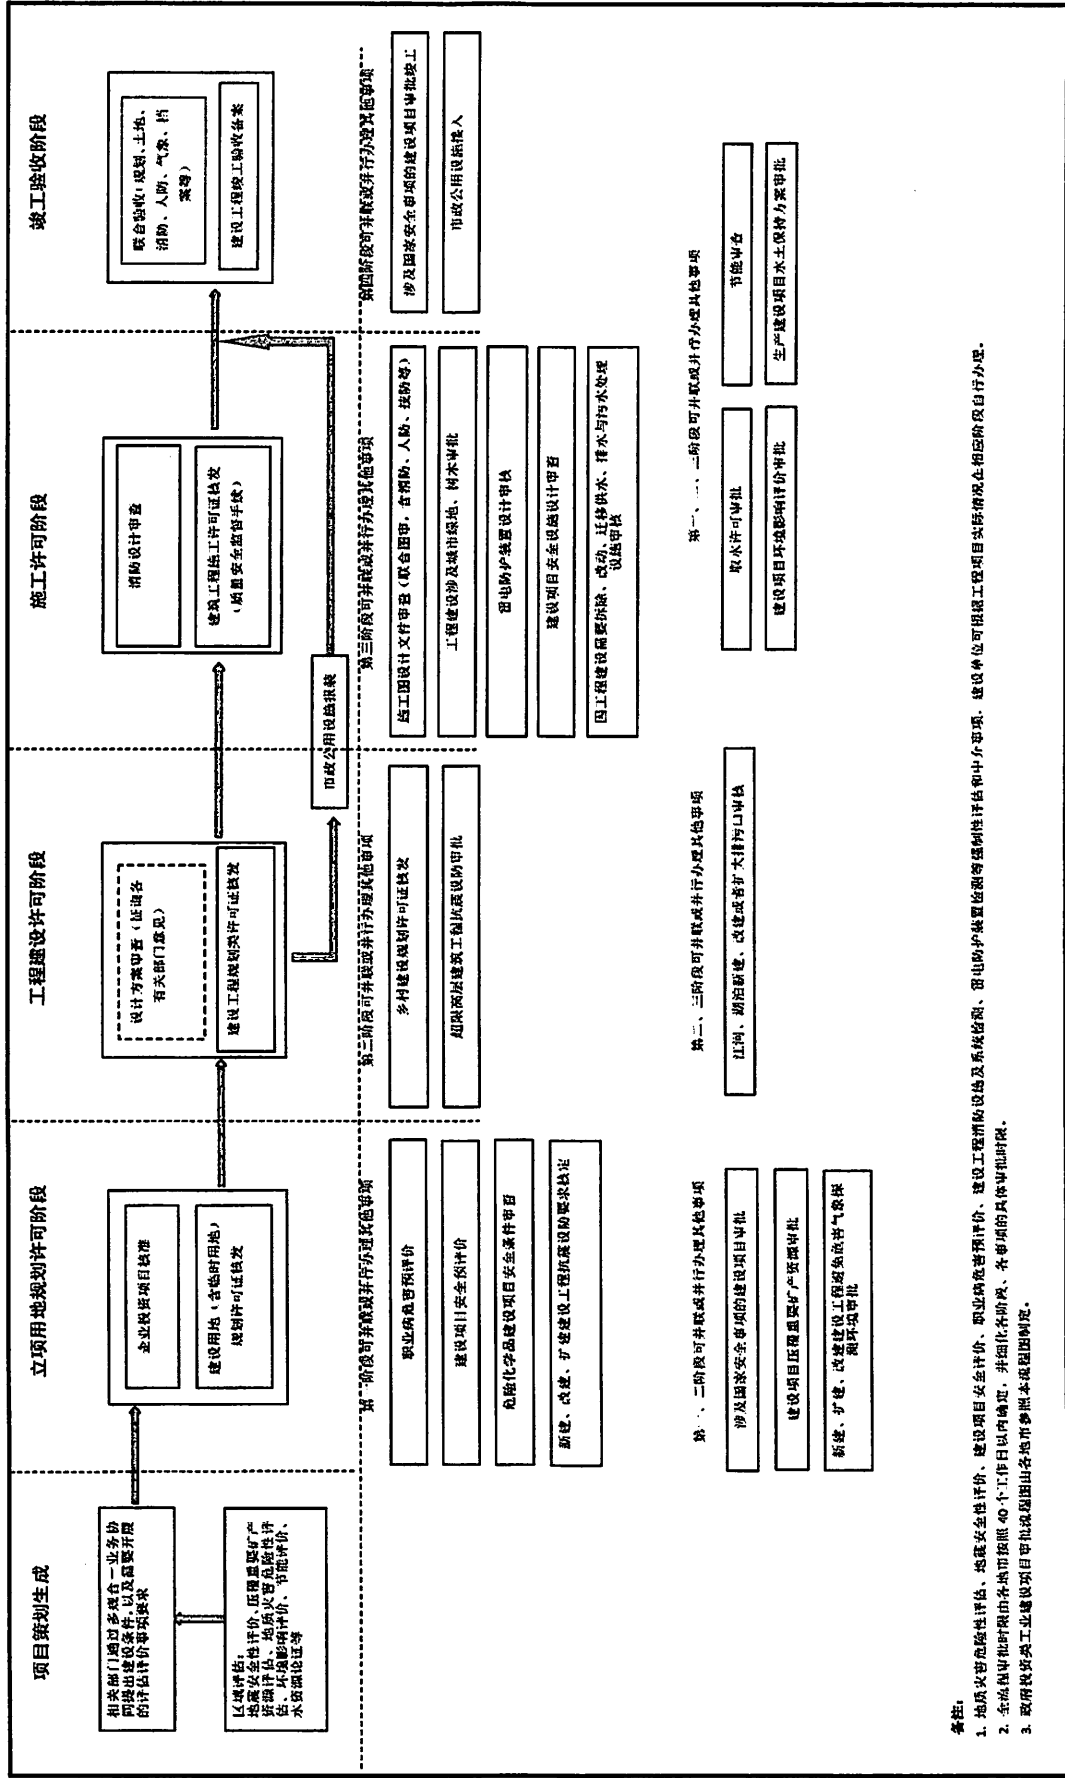 项目策划生成
立项用地规划许可阶段
工程建设许可阶段
施工许可阶段
竣工验收阶段
相关部门通过多规合一业务协
同提出建设条件,以及需要开展
的评估评价事项要求
区域评估:
地震安全性评价、压覆重要矿产
资源评估、地质灾害危险性评
估、环境影响评价、节能评价、
水资源论证等
企业投资项目核准
建设用地(含临时用地)
规划许可证核发
设计方案审查(征询各
有关部门意见)
建设工程规划类许可证核发
市政公用设施报装
消防设计审查
建筑工程施工许可证核发
(质量安全监督手续)
联合验收:规划、土地、
消防、人防、气象、档
案等)
建设工程竣工验收备案
第一阶段可并联或并行办理其他事项
职业病危害预评价
建设项目安全预评价
危险化学品建设项目安全条件审查
新建、改建、扩建建设工程抗震设防要求核定
第二阶段可并联或并行办理其他事项
乡村建设规划许可证核发
超限高层建筑工程抗震设防审批
第三阶段可并联或并行办理其他事项
施工图设计文件审查(联合图审,含消防、人防、技防等)
工程建设涉及城市绿地、树木审批
雷电防护装置设计审核
建设项目安全设施设计审查
因工程建设需要拆除、改动、迁移供水、排水与污水处理
设施审核
第四阶段可并联或并行办理其他事项
涉及国家安全事项的建设项目审批竣工
市政公用设施接入
第一、二阶段可并联或并行办理其他事项
涉及国家安全事项的建设项目审批
建设项目压覆重要矿产资源审批
新建、扩建、改建建设工程避免危害气象探
测环境审批
第二、三阶段可并联或并行办理其他事项
江河、湖泊新建、改建或者扩大排污口审核
第一、二、三阶段可并联或并行办理其他事项
取水许可审批
节能审查
建设项目环境影响评价审批
生产建设项目水土保持方案审批
备注:
1. 地质灾害危险性评估、地震安全性评价、建设项目安全评价、职业病危害预评价、建设工程消防设施及系统检测、雷电防护装置检测等强制性评估和中介事项,建设单位可根据工程项目实际情况在相应阶段自行办理。
2. 全流程审批时限由各地市按照 40 个工作日以内确定,并细化各阶段、各事项的具体审批时限。
3. 政府投资类工业建设项目审批流程图由各地市参照本流程图制定。